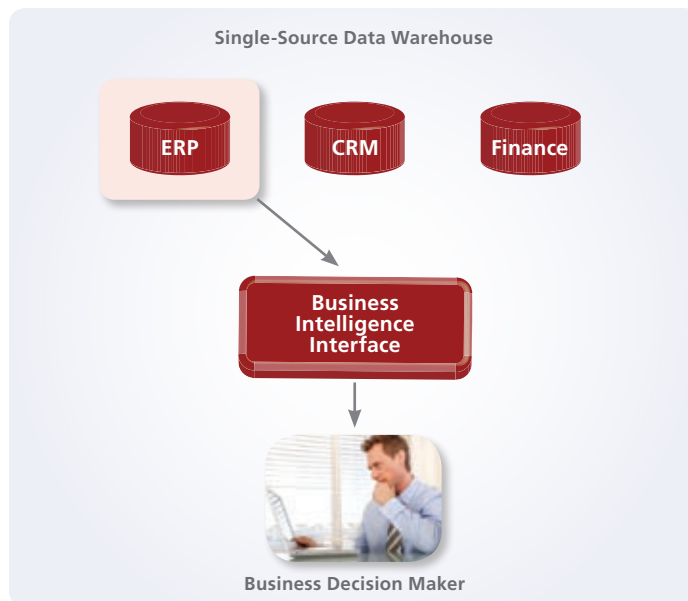 Single-Source Data Warehouse
ERP
CRM
Finance
Business
Intelligence
Interface
Business Decision Maker